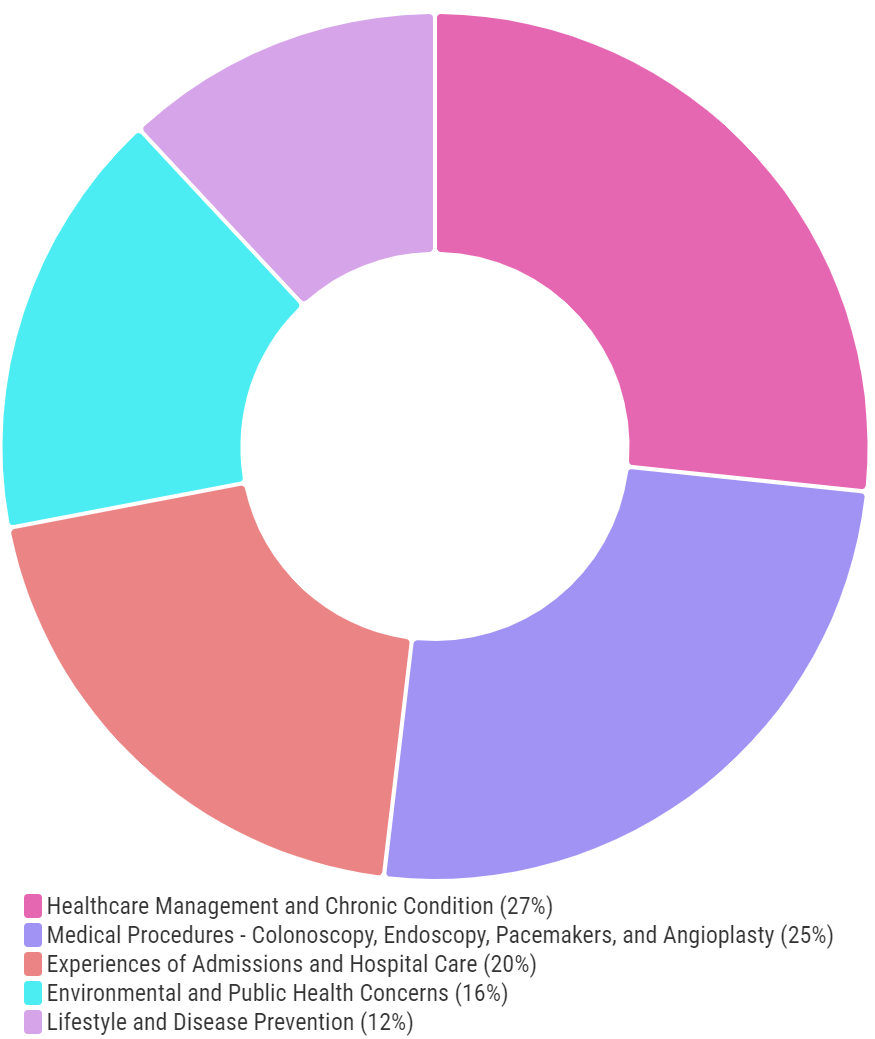 Healthcare Management and Chronic Condition (27%)
Medical Procedures - Colonoscopy, Endoscopy, Pacemakers, and Angioplasty (25%)
Experiences of Admissions and Hospital Care (20%)
Environmental and Public Health Concerns (16%)
Lifestyle and Disease Prevention (12%)